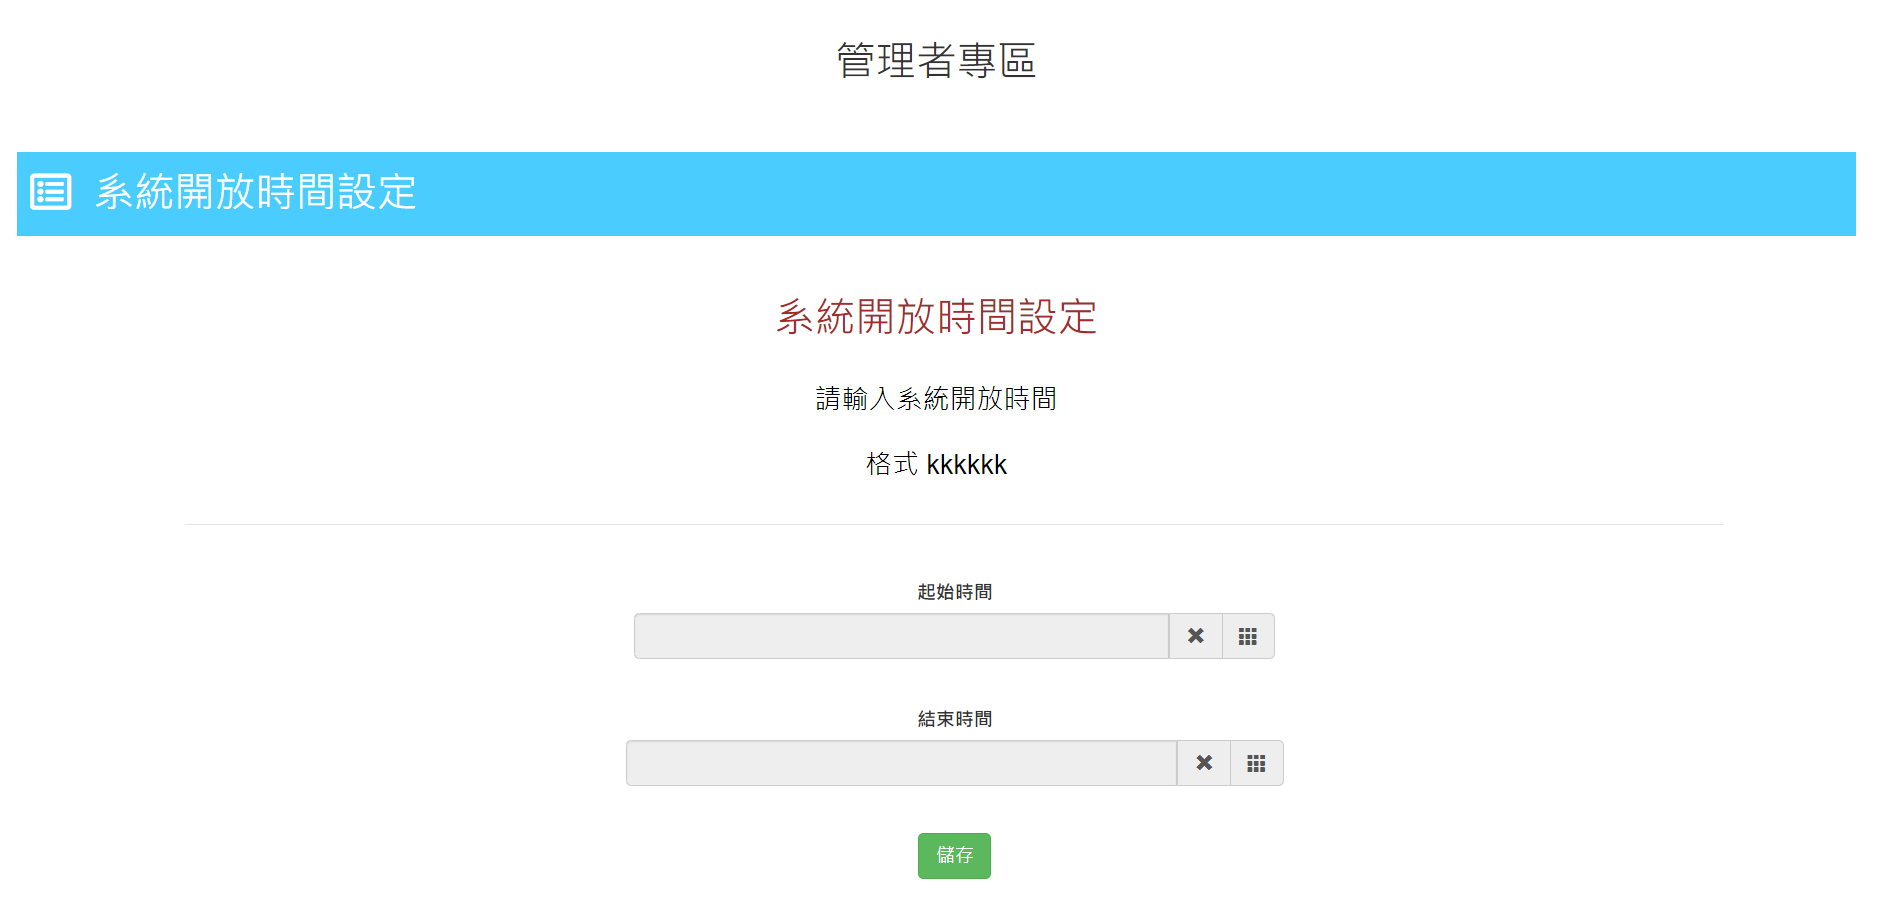 管理者專區
系統開放時間設定
系統開放時間設定
請輸入系統開放時間
格式 kkkkkk
起始時間
結束時間
儲存